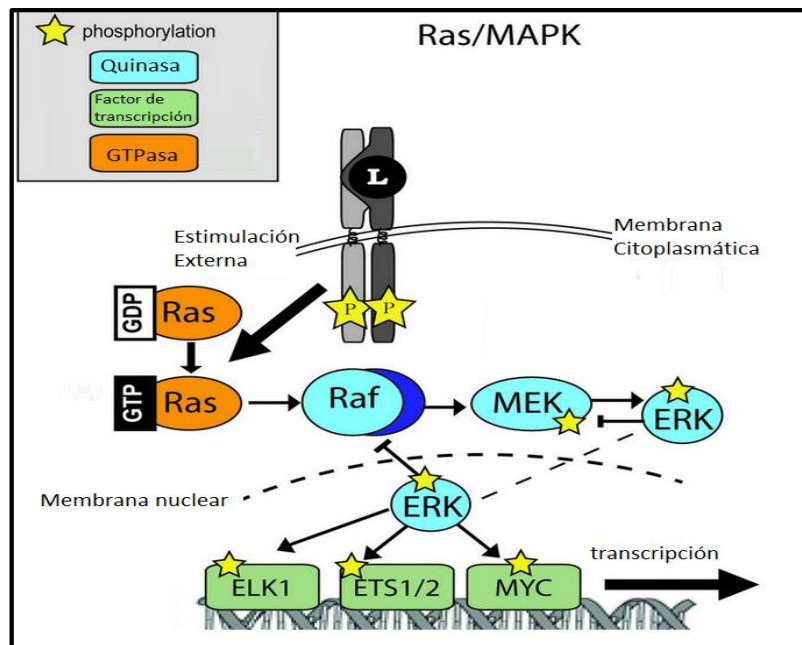 phosphorylation
Quinasa
Factor de
transcripción
GTPasa
Ras/MAPK
L
Estimulación
Externa
Membrana
Citoplasmática
P P
GDP
Ras
GTP
Ras
Raf
MEK
ERK
Membrana nuclear
ERK
transcripción
ELK1
ETS1/2
MYC